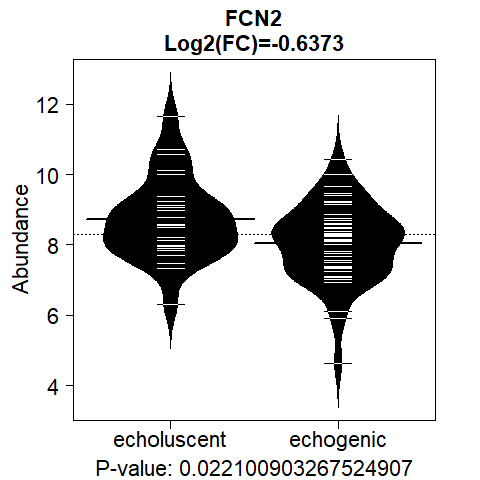 FCN2
Log2(FC)=-0.6373
Abundance
12
10
8
6
4
echoluscent echogenic
P-value: 0.022100903267524907